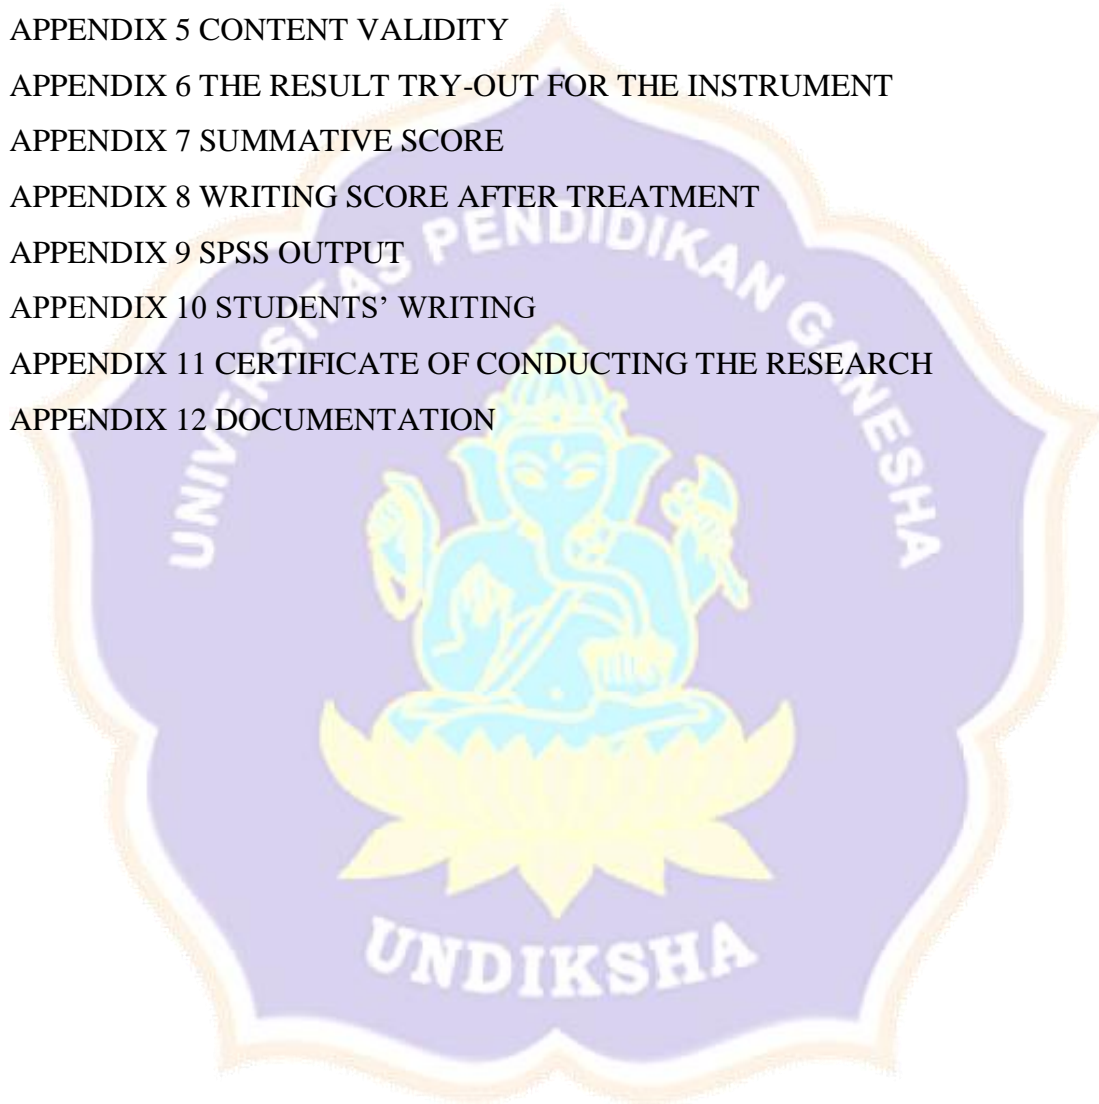 APPENDIX 5 CONTENT VALIDITY
APPENDIX 6 THE RESULT TRY-OUT FOR THE INSTRUMENT
APPENDIX 7 SUMMATIVE SCORE
APPENDIX 8 WRITING SCORE AFTER TREATMENT
APPENDIX 9 SPSS OUTPUT
APPENDIX 10 STUDENTS’ WRITING
APPENDIX 11 CERTIFICATE OF CONDUCTING THE RESEARCH
APPENDIX 12 DOCUMENTATION
UNIVERSITAS PENDIDIKAN GANESHA
UNDIKSHA